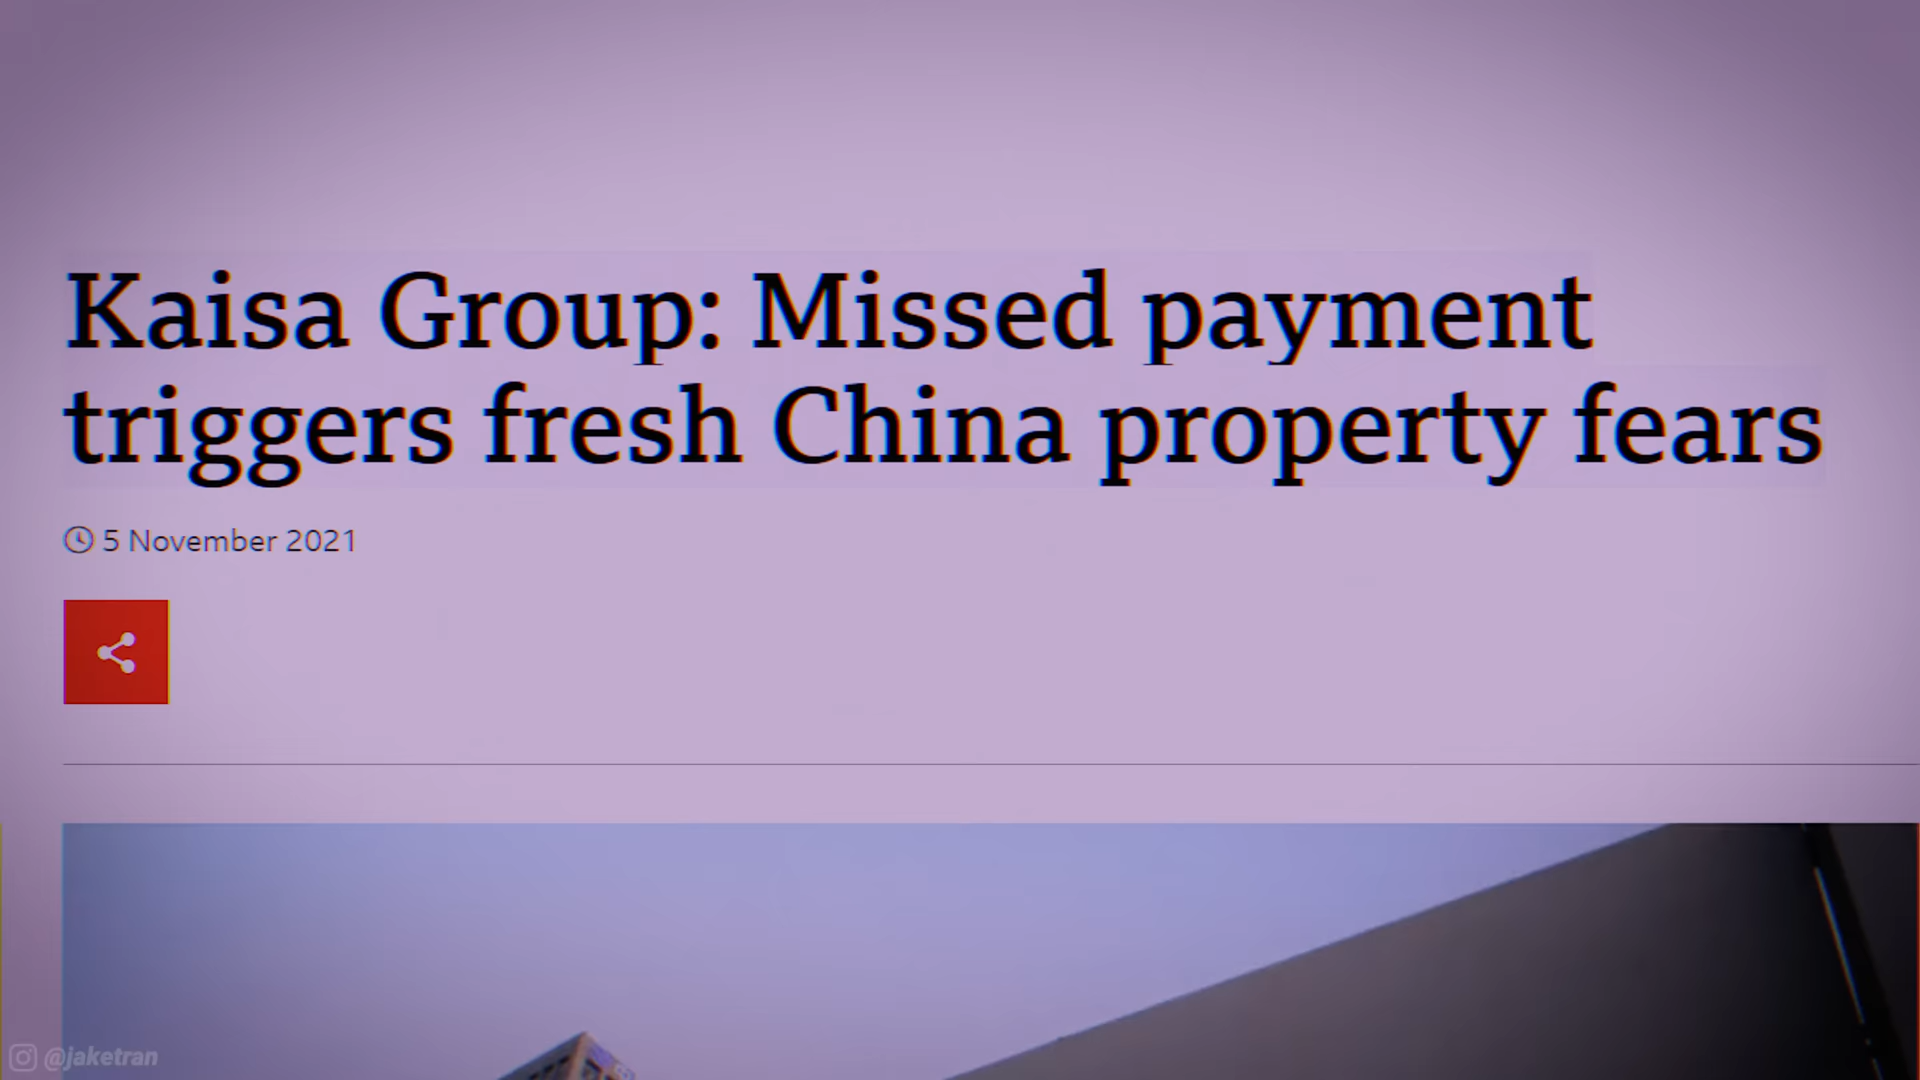 Kaisa Group: Missed payment
triggers fresh China property fears
5 November 2021
@jaketran